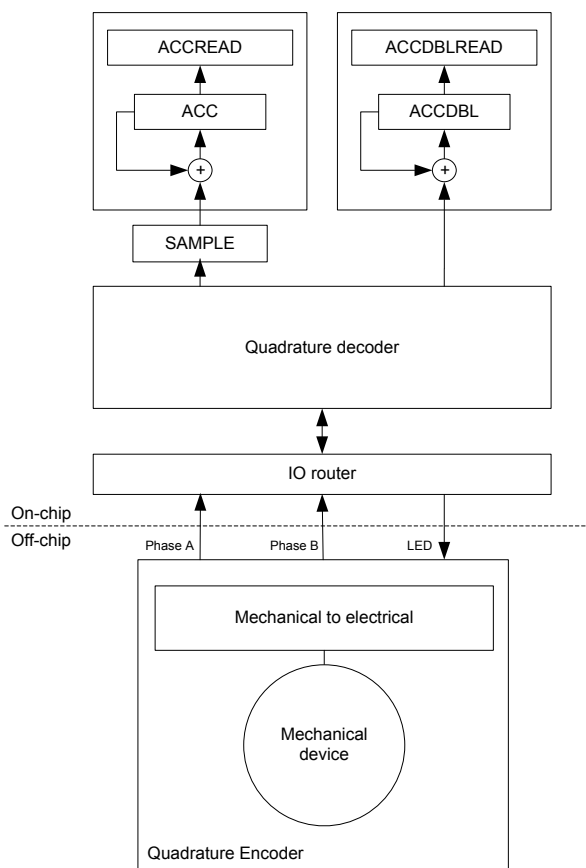 ACCREAD
ACCDBLREAD
ACC
ACCDBL
+
+
SAMPLE
Quadrature decoder
IO router
On-chip
Off-chip
Phase A
Phase B
LED
Mechanical to electrical
Mechanical
device
Quadrature Encoder